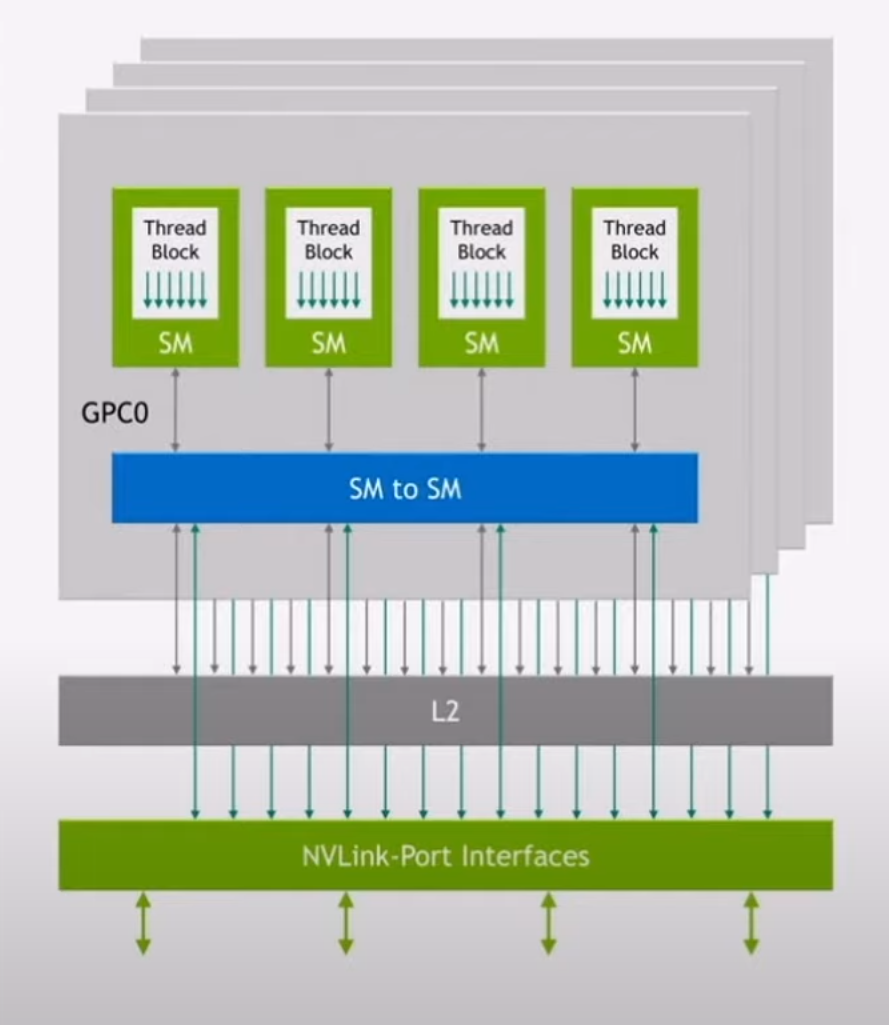 Thread
Block
SM
Thread
Block
SM
Thread
Block
SM
Thread
Block
SM
GPC0
SM to SM
L2
NVLink-Port Interfaces